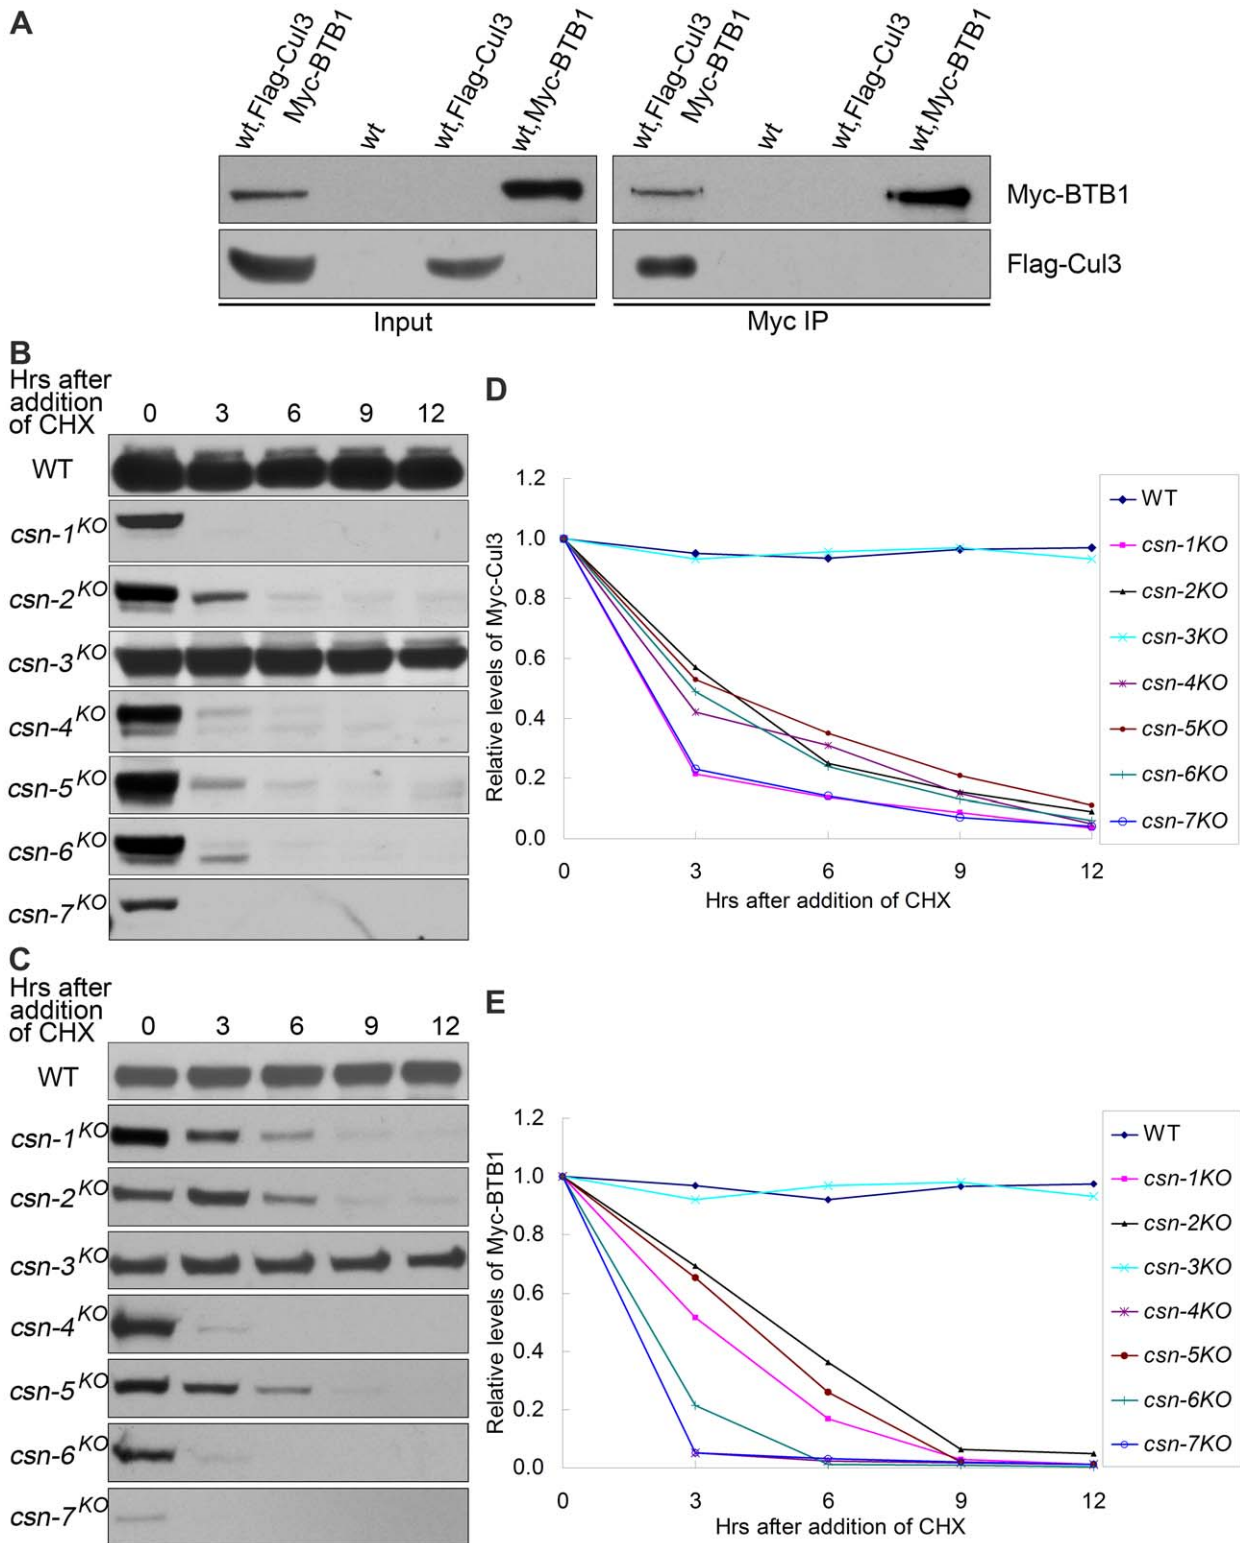 A
wt,Flag-Cul3
Myc-BTB1
wt
wt,Flag-Cul3
wt,Myc-BTB1
wt,Flag-Cul3
Myc-BTB1
wt
wt,Flag-Cul3
wt,Myc-BTB1
Myc-BTB1
Flag-Cul3
Input
Myc IP
B
Hrs after
addition
of CHX
0 3 6 9 12
WT
csn-1KO
csn-2KO
csn-3KO
csn-4KO
csn-5KO
csn-6KO
csn-7KO
D
Relative levels of Myc-Cul3
1.2
1.0
0.8
0.6
0.4
0.2
0.0
0 3 6 9 12
Hrs after addition of CHX
WT
csn-1KO
csn-2KO
csn-3KO
csn-4KO
csn-5KO
csn-6KO
csn-7KO
C
Hrs after
addition
of CHX
0 3 6 9 12
WT
csn-1KO
csn-2KO
csn-3KO
csn-4KO
csn-5KO
csn-6KO
csn-7KO
E
Relative levels of Myc-BTB1
1.2
1.0
0.8
0.6
0.4
0.2
0.0
0 3 6 9 12
Hrs after addition of CHX
WT
csn-1KO
csn-2KO
csn-3KO
csn-4KO
csn-5KO
csn-6KO
csn-7KO